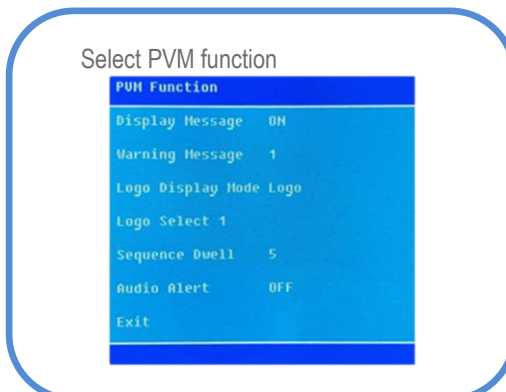 Select PVM function
PVM Function
Display Message ON
Warning Message 1
Logo Display Mode Logo
Logo Select 1
Sequence Dwell 5
Audio Alert OFF
Exit